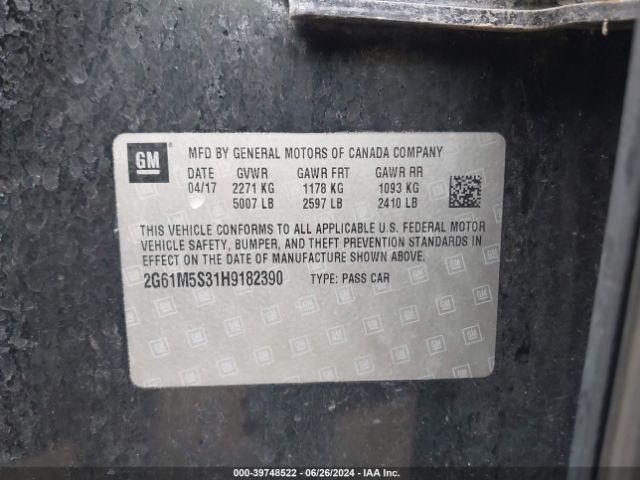 GM
®
MFD BY GENERAL MOTORS OF CANADA COMPANY
DATE GVWR GAWR FRT GAWR RR
04/17 2271 KG 1178 KG 1093 KG
5007 LB 2597 LB 2410 LB
THIS VEHICLE CONFORMS TO ALL APPLICABLE U.S. FEDERAL MOTOR
VEHICLE SAFETY, BUMPER, AND THEFT PREVENTION STANDARDS IN
EFFECT ON THE DATE OF MANUFACTURE SHOWN ABOVE.
2G61M5S31H9182390 TYPE: PASS CAR
000-39748522 - 06/26/2024 - IAA Inc.